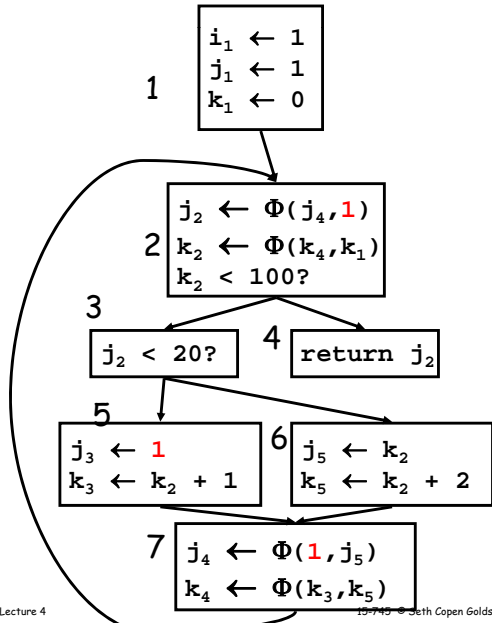 1
i₁ ← 1
j₁ ← 1
k₁ ← 0
2
j₂ ← Φ(j₄,1)
k₂ ← Φ(k₄,k₁)
k₂ < 100?
3
j₂ < 20?
4
return j₂
5
j₃ ← 1
k₃ ← k₂ + 1
6
j₅ ← k₂
k₅ ← k₂ + 2
7
j₄ ← Φ(1,j₅)
k₄ ← Φ(k₃,k₅)
Lecture 4
15-745 © Seth Copen Golds